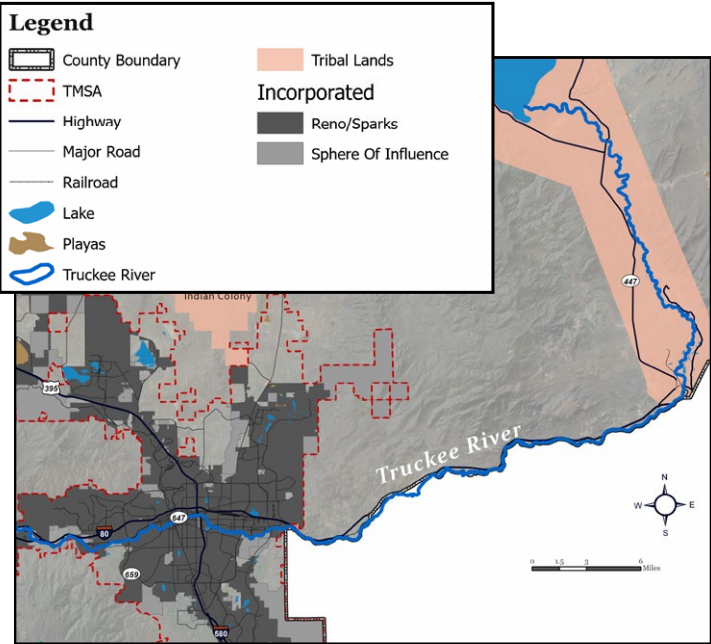 Legend
County Boundary
TMSA
Highway
Major Road
Railroad
Lake
Playas
Truckee River
Tribal Lands
Incorporated
Reno/Sparks
Sphere Of Influence
Indian Colony
447
395
Truckee River
647
80
659
580
N
W E
S
0 1.5 3 6
Miles